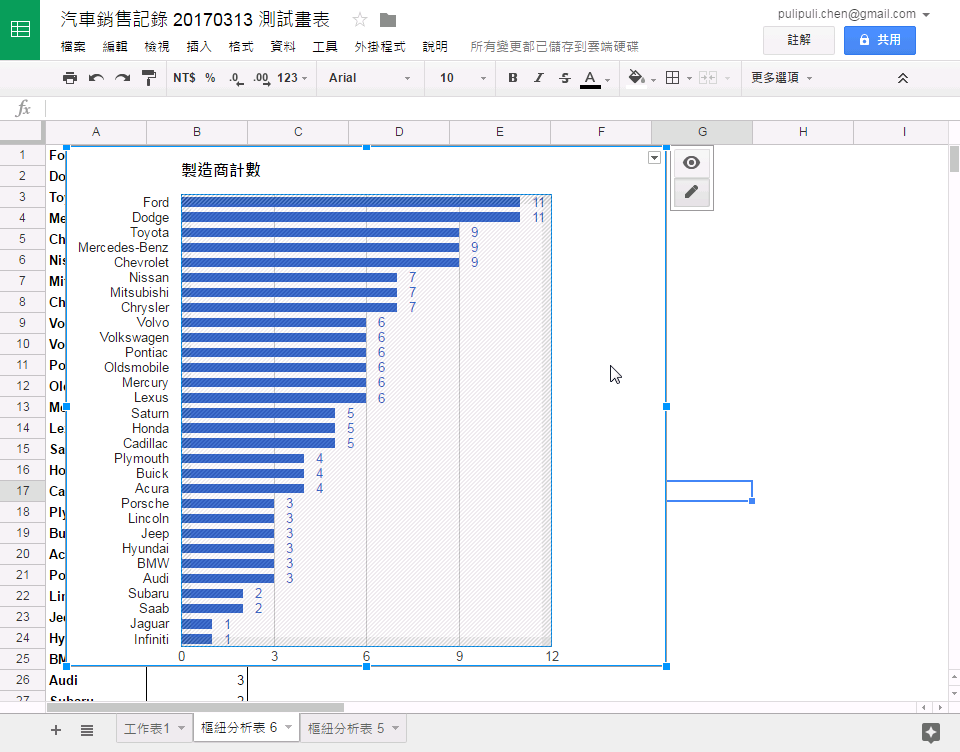 汽車銷售記錄 20170313 測試畫表
pulipuli.chen@gmail.com
檔案 編輯 檢視 插入 格式 資料 工具 外掛程式 說明 所有變更都已儲存到雲端硬碟
註解 共用
NT$ % .0 .00 123 Arial 10 B I S A 更多選項
fx
A B C D E F G H I
1 Fo
2 Do
3 To
4 Me
5 Ch
6 Nis
7 Mi
8 Ch
9 Vo
10 Vo
11 Po
12 Ol
13 Me
14 Le
15 Sa
16 Ho
17 Ca
18 Ply
19 Bu
20 Ac
21 Po
22 Lin
23 Je
24 Hy
25 BM
26 Audi 3
27 Subaru 2
製造商計數
Ford 11
Dodge 11
Toyota 9
Mercedes-Benz 9
Chevrolet 9
Nissan 7
Mitsubishi 7
Chrysler 7
Volvo 6
Volkswagen 6
Pontiac 6
Oldsmobile 6
Mercury 6
Lexus 6
Saturn 5
Honda 5
Cadillac 5
Plymouth 4
Buick 4
Acura 4
Porsche 3
Lincoln 3
Jeep 3
Hyundai 3
BMW 3
Audi 3
Subaru 2
Saab 2
Jaguar 1
Infiniti 1
0 3 6 9 12
工作表1 樞紐分析表 6 樞紐分析表 5